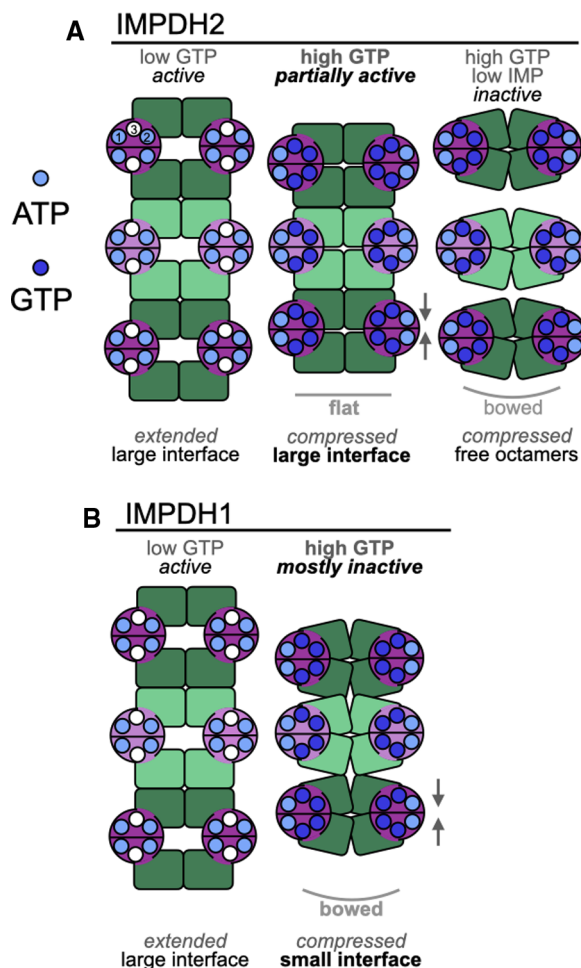 A
IMPDH2
low GTP
active
high GTP
partially active
high GTP
low IMP
inactive
1 3 2
ATP
GTP
flat
bowed
extended
large interface
compressed
large interface
compressed
free octamers
B
IMPDH1
low GTP
active
high GTP
mostly inactive
bowed
extended
large interface
compressed
small interface